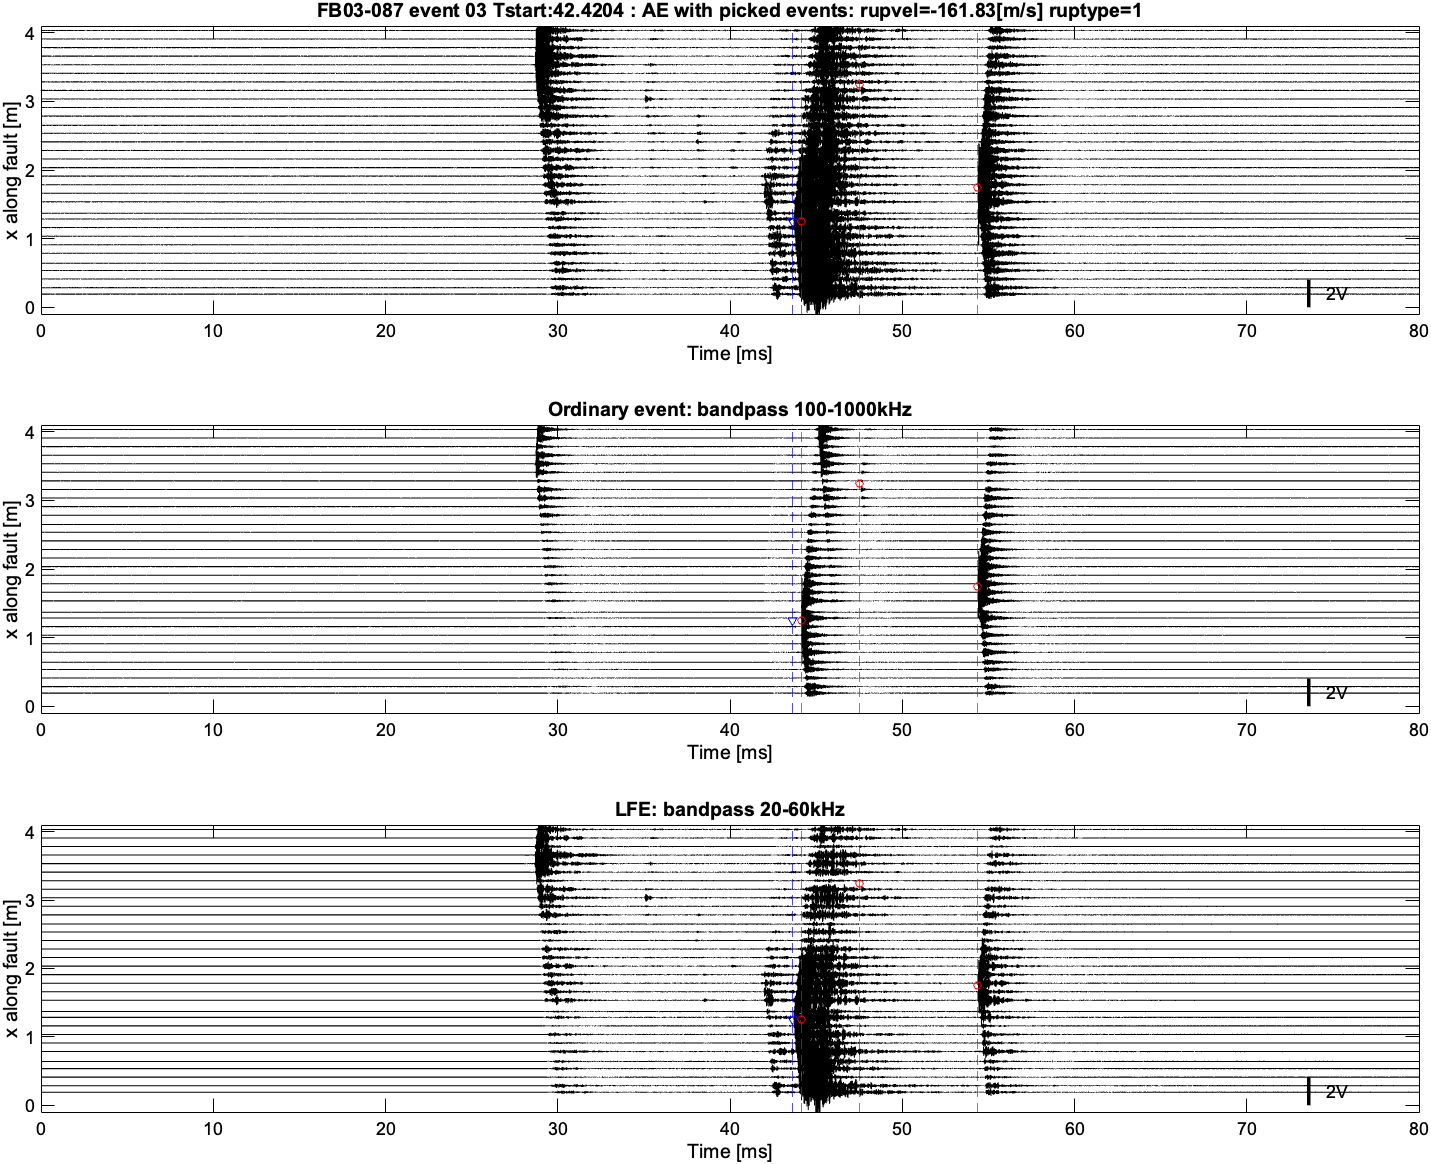 FB03-087 event 03 Tstart:42.4204 : AE with picked events: rupvel=-161.83[m/s] ruptype=1
x along fault [m]
4
3
2
1
0
2V
0 10 20 30 40 50 60 70 80
Time [ms]
Ordinary event: bandpass 100-1000kHz
x along fault [m]
4
3
2
1
0
2V
0 10 20 30 40 50 60 70 80
Time [ms]
LFE: bandpass 20-60kHz
x along fault [m]
4
3
2
1
0
2V
0 10 20 30 40 50 60 70 80
Time [ms]